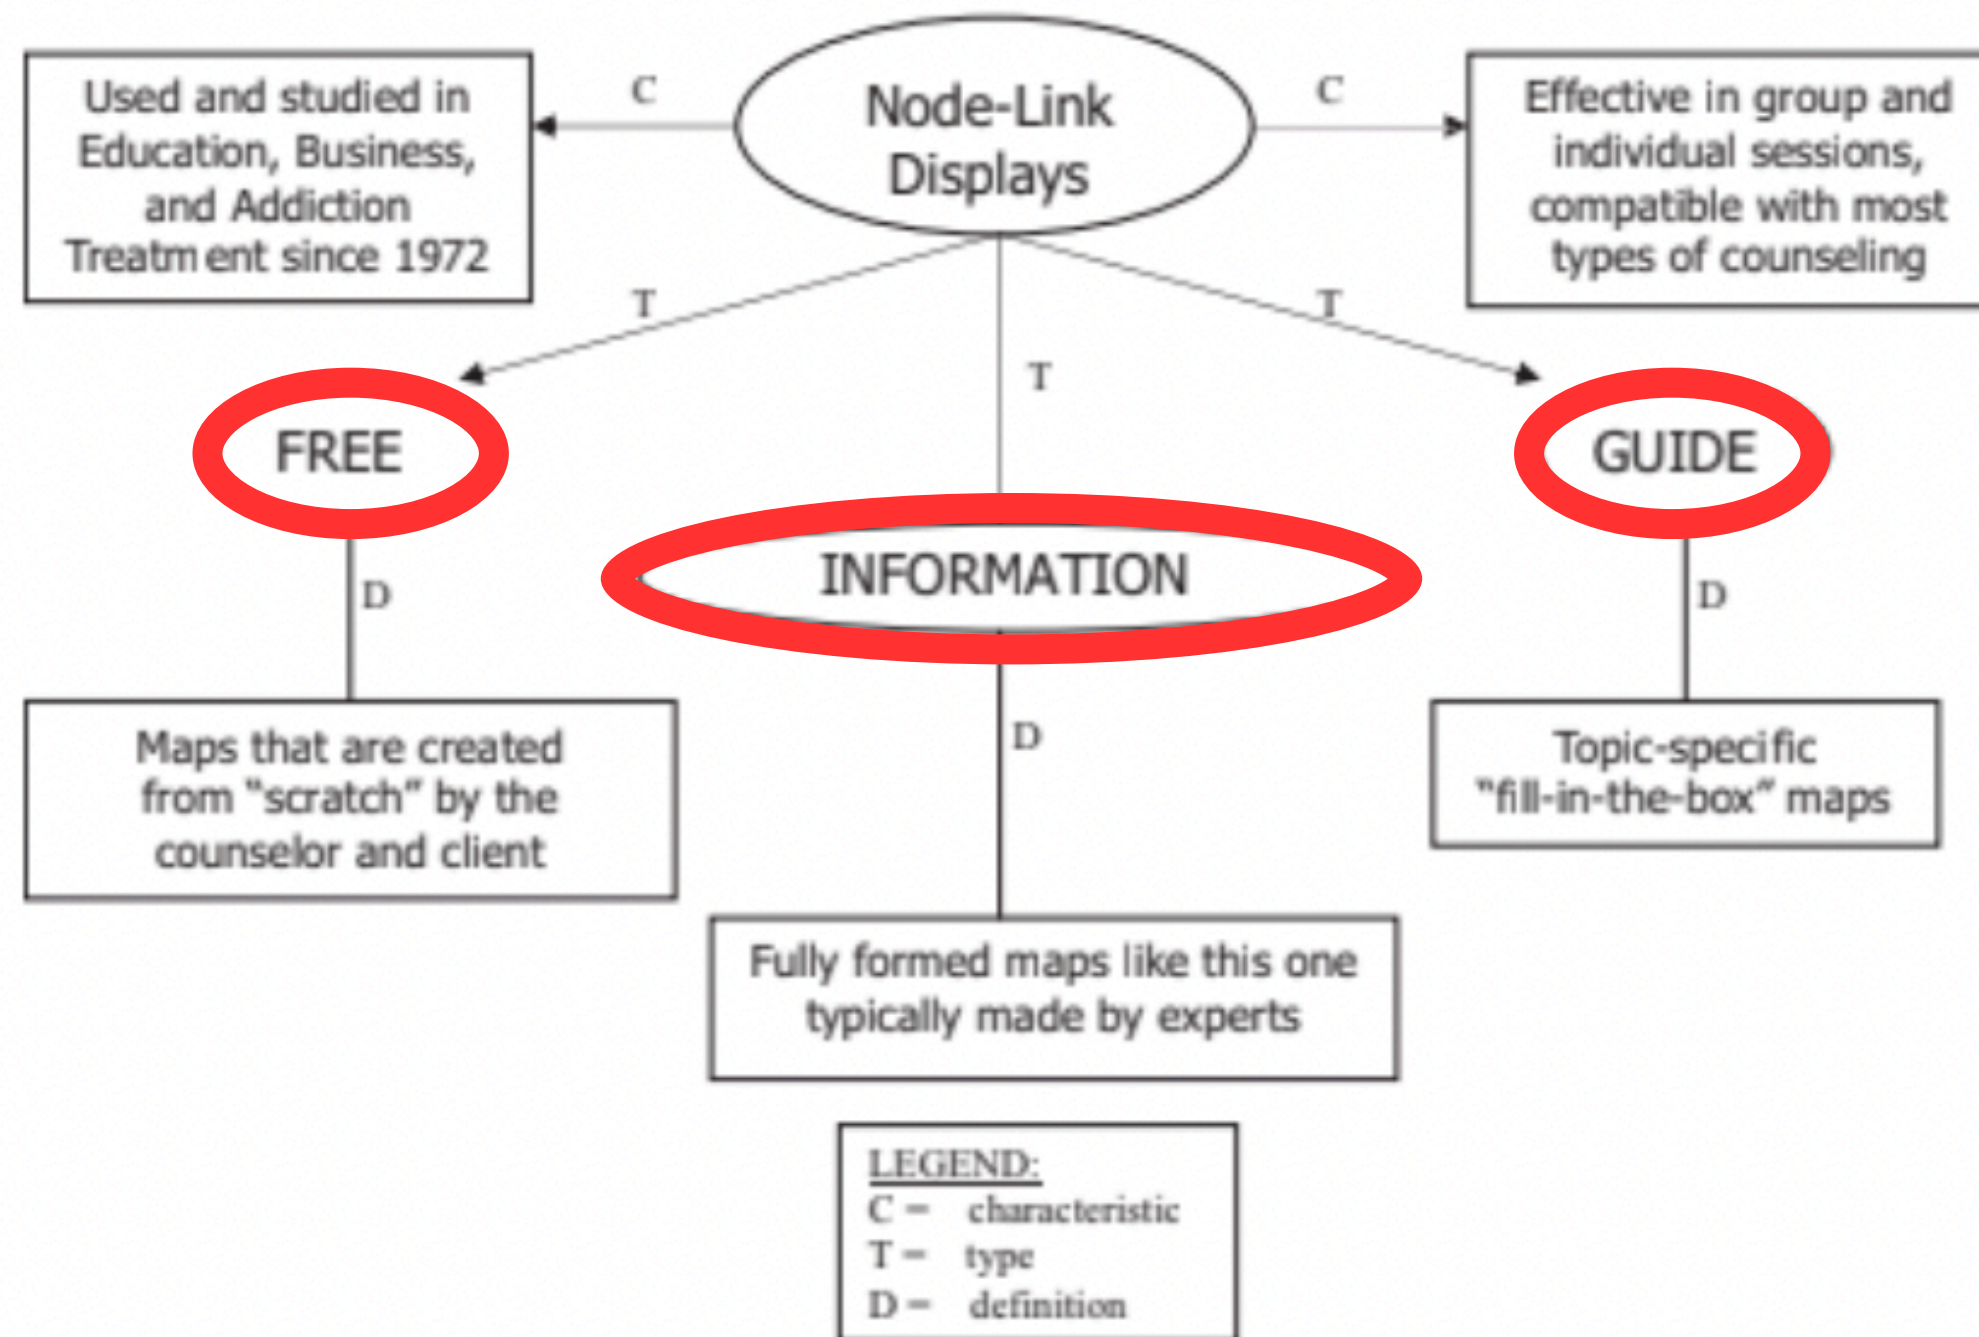 Used and studied in
Education, Business,
and Addiction
Treatment since 1972
C
Node-Link
Displays
C
Effective in group and
individual sessions,
compatible with most
types of counseling
T
T
T
FREE
INFORMATION
GUIDE
D
D
D
Maps that are created
from “scratch” by the
counselor and client
Topic-specific
“fill-in-the-box” maps
Fully formed maps like this one
typically made by experts
LEGEND:
C = characteristic
T = type
D = definition